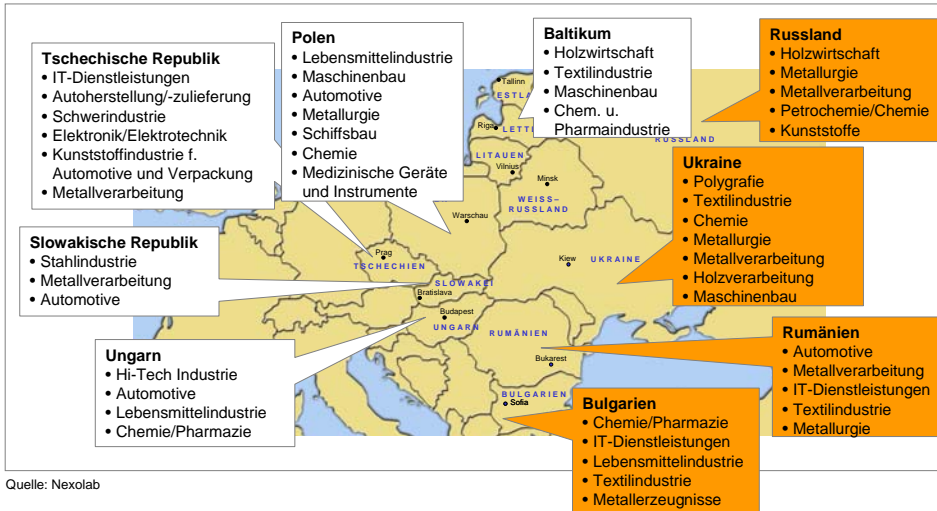 Tschechische Republik
• IT-Dienstleistungen
• Autoherstellung/-zulieferung
• Schwerindustrie
• Elektronik/Elektrotechnik
• Kunststoffindustrie f.
Automotive und Verpackung
• Metallverarbeitung
Polen
• Lebensmittelindustrie
• Maschinenbau
• Automotive
• Metallurgie
• Schiffsbau
• Chemie
• Medizinische Geräte
und Instrumente
Baltikum
• Holzwirtschaft
• Textilindustrie
• Maschinenbau
• Chem. u.
Pharmaindustrie
Russland
• Holzwirtschaft
• Metallurgie
• Metallverarbeitung
• Petrochemie/Chemie
• Kunststoffe
Ukraine
• Polygrafie
• Textilindustrie
• Chemie
• Metallurgie
• Metallverarbeitung
• Holzverarbeitung
• Maschinenbau
Slowakische Republik
• Stahlindustrie
• Metallverarbeitung
• Automotive
Ungarn
• Hi-Tech Industrie
• Automotive
• Lebensmittelindustrie
• Chemie/Pharmazie
Rumänien
• Automotive
• Metallverarbeitung
• IT-Dienstleistungen
• Textilindustrie
• Metallurgie
Bulgarien
• Chemie/Pharmazie
• IT-Dienstleistungen
• Lebensmittelindustrie
• Textilindustrie
• Metallerzeugnisse
Tallinn
ESTLA
Riga
LETT
RUSSLAND
LITAUEN
Vilnius
Minsk
WEISS–
RUSSLAND
Warschau
Prag
TSCHECHIEN
Kiew
UKRAINE
SLOWAKEI
Bratislava
Budapest
UNGARN
RUMÄNIEN
Bukarest
BULGARIEN
Sofia
Quelle: Nexolab